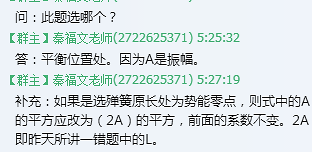 问：此题选哪个？
【群主】秦福文老师(2722625371) 5:25:32
答：平衡位置处。因为A是振幅。
【群主】秦福文老师(2722625371) 5:27:19
补充：如果是选弹簧原长处为势能零点，则式中的A
的平方应改为（2A）的平方，前面的系数不变。2A
即昨天所讲一错题中的L。